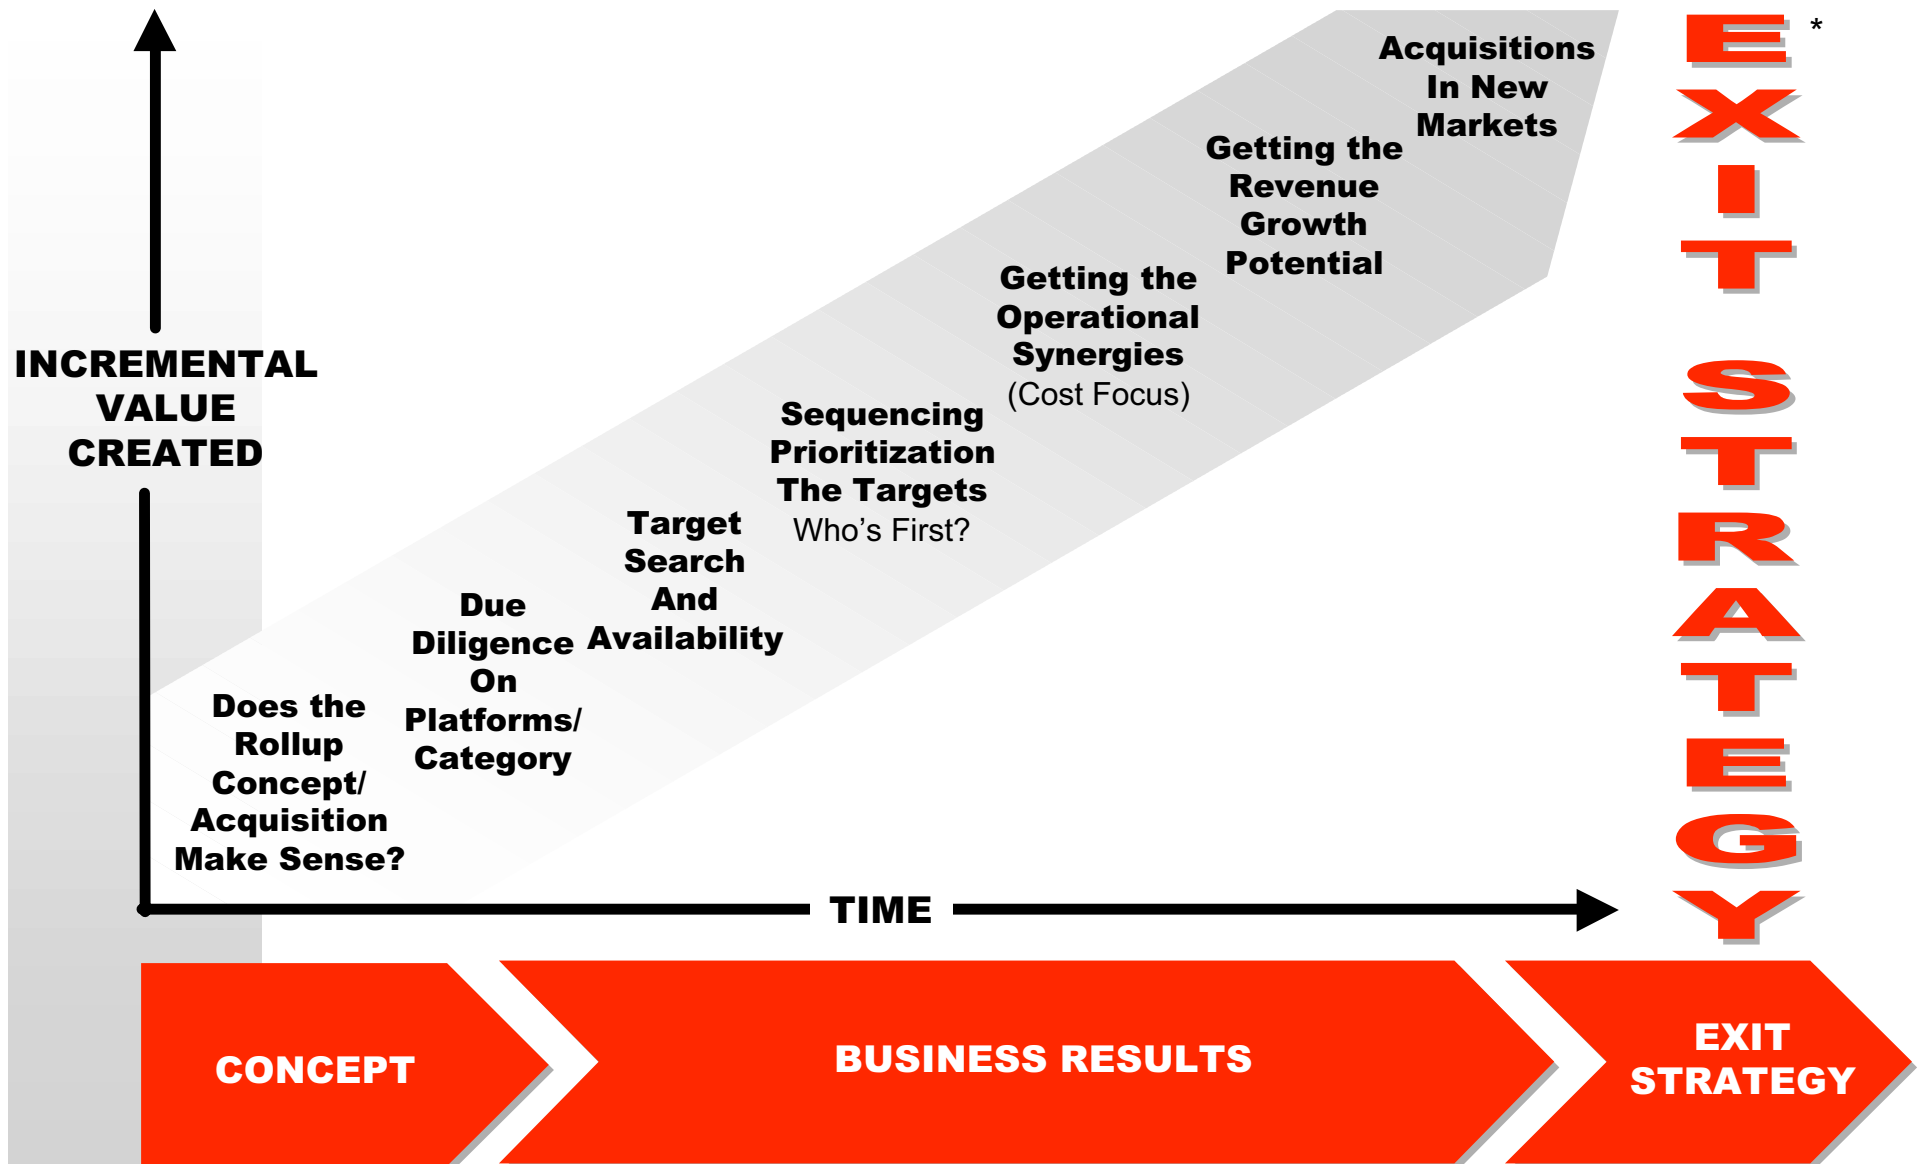 INCREMENTAL
VALUE
CREATED
Does the
Rollup
Concept/
Acquisition
Make Sense?
Due
Diligence
On
Platforms/
Category
Target
Search
And
Availability
Sequencing
Prioritization
The Targets
Who’s First?
Getting the
Operational
Synergies
(Cost Focus)
Getting the
Revenue
Growth
Potential
Acquisitions
In New
Markets
EXIT STRATEGY *
TIME
CONCEPT
BUSINESS RESULTS
EXIT
STRATEGY